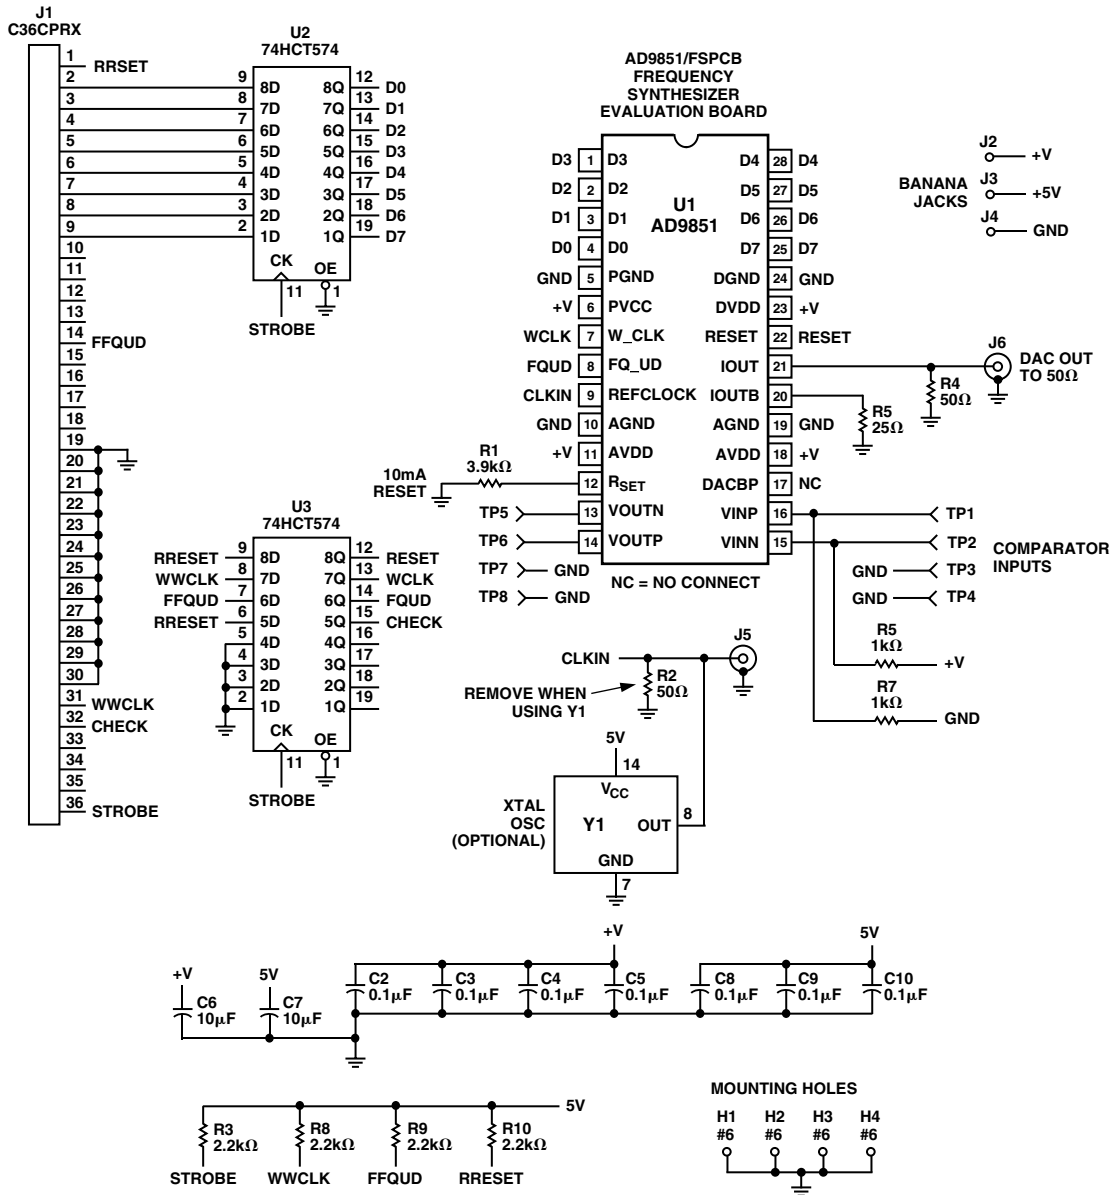 J1
C36CPRX
1
RRSET
2
3
4
5
6
7
8
9
10
11
12
13
14
FFQUD
15
16
17
18
19
20
21
22
23
24
25
26
27
28
29
30
31
WWCLK
32
CHECK
33
34
35
36
STROBE
U2
74HCT574
9 8D 8Q 12 D0
8 7D 7Q 13 D1
7 6D 6Q 14 D2
6 5D 5Q 15 D3
5 4D 4Q 16 D4
4 3D 3Q 17 D5
3 2D 2Q 18 D6
2 1D 1Q 19 D7
CK OE
11 1
STROBE
U3
74HCT574
RRESET 9 8D 8Q 12 RESET
WWCLK 8 7D 7Q 13 WCLK
FFQUD 7 6D 6Q 14 FQUD
RRESET 6 5D 5Q 15 CHECK
5 4D 4Q 16
4 3D 3Q 17
3 2D 2Q 18
2 1D 1Q 19
CK OE
11 1
STROBE
AD9851/FSPCB
FREQUENCY
SYNTHESIZER
EVALUATION BOARD
U1
AD9851
D3 1 D3 D4 28 D4
D2 2 D2 D5 27 D5
D1 3 D1 D6 26 D6
D0 4 D0 D7 25 D7
GND 5 PGND DGND 24 GND
+V 6 PVCC DVDD 23 +V
WCLK 7 W_CLK RESET 22 RESET
FQUD 8 FQ_UD IOUT 21
CLKIN 9 REFCLOCK IOUTB 20
GND 10 AGND AGND 19 GND
+V 11 AVDD AVDD 18 +V
12 RSET DACBP 17 NC
TP5 13 VOUTN VINP 16 TP1
TP6 14 VOUTP VINN 15 TP2
TP7 GND
TP8 GND
NC = NO CONNECT
GND TP3
GND TP4
COMPARATOR
INPUTS
R1
3.9kΩ
10mA
RESET
J2
+V
BANANA
JACKS
J3
+5V
J4
GND
J6
DAC OUT
TO 50Ω
R4
50Ω
R5
25Ω
R5
1kΩ
+V
R7
1kΩ
GND
CLKIN
J5
R2
50Ω
REMOVE WHEN
USING Y1
5V
14
VCC
XTAL
OSC
(OPTIONAL)
Y1
OUT
8
GND
7
+V
5V
+V
C6
10μF
5V
C7
10μF
C2
0.1μF
C3
0.1μF
C4
0.1μF
C5
0.1μF
C8
0.1μF
C9
0.1μF
C10
0.1μF
5V
R3
2.2kΩ
R8
2.2kΩ
R9
2.2kΩ
R10
2.2kΩ
STROBE
WWCLK
FFQUD
RRESET
MOUNTING HOLES
H1 H2 H3 H4
#6 #6 #6 #6